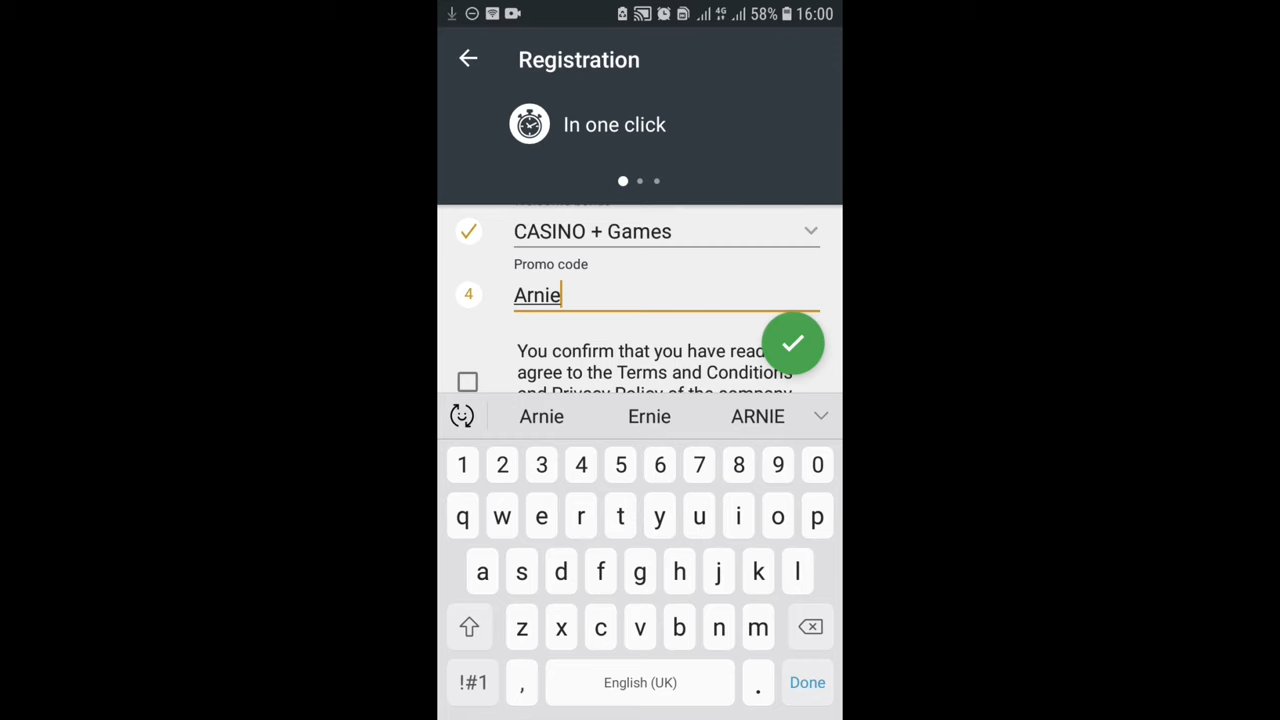 4G 58% 16:00
Registration
In one click
CASINO + Games
Promo code
4
Arnie
You confirm that you have read
agree to the Terms and Conditions
and Privacy Policy of the company
Arnie Ernie ARNIE
1 2 3 4 5 6 7 8 9 0
q w e r t y u i o p
a s d f g h j k l
z x c v b n m
!#1 , English (UK) . Done